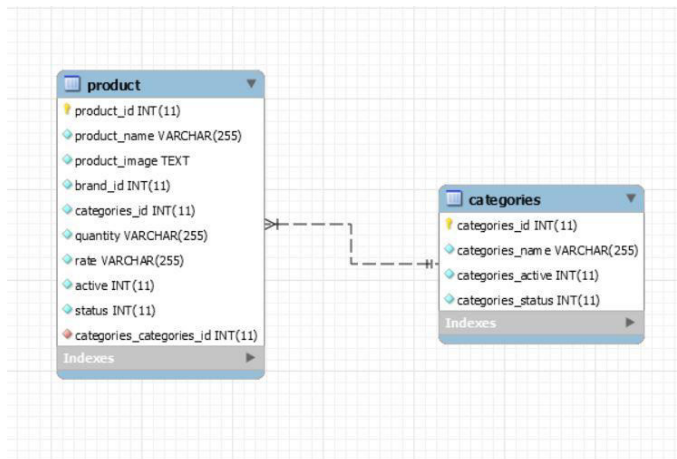 product
product_id INT(11)
product_name VARCHAR(255)
product_image TEXT
brand_id INT(11)
categories_id INT(11)
quantity VARCHAR(255)
rate VARCHAR(255)
active INT(11)
status INT(11)
categories_categories_id INT(11)
Indexes
categories
categories_id INT(11)
categories_name VARCHAR(255)
categories_active INT(11)
categories_status INT(11)
Indexes